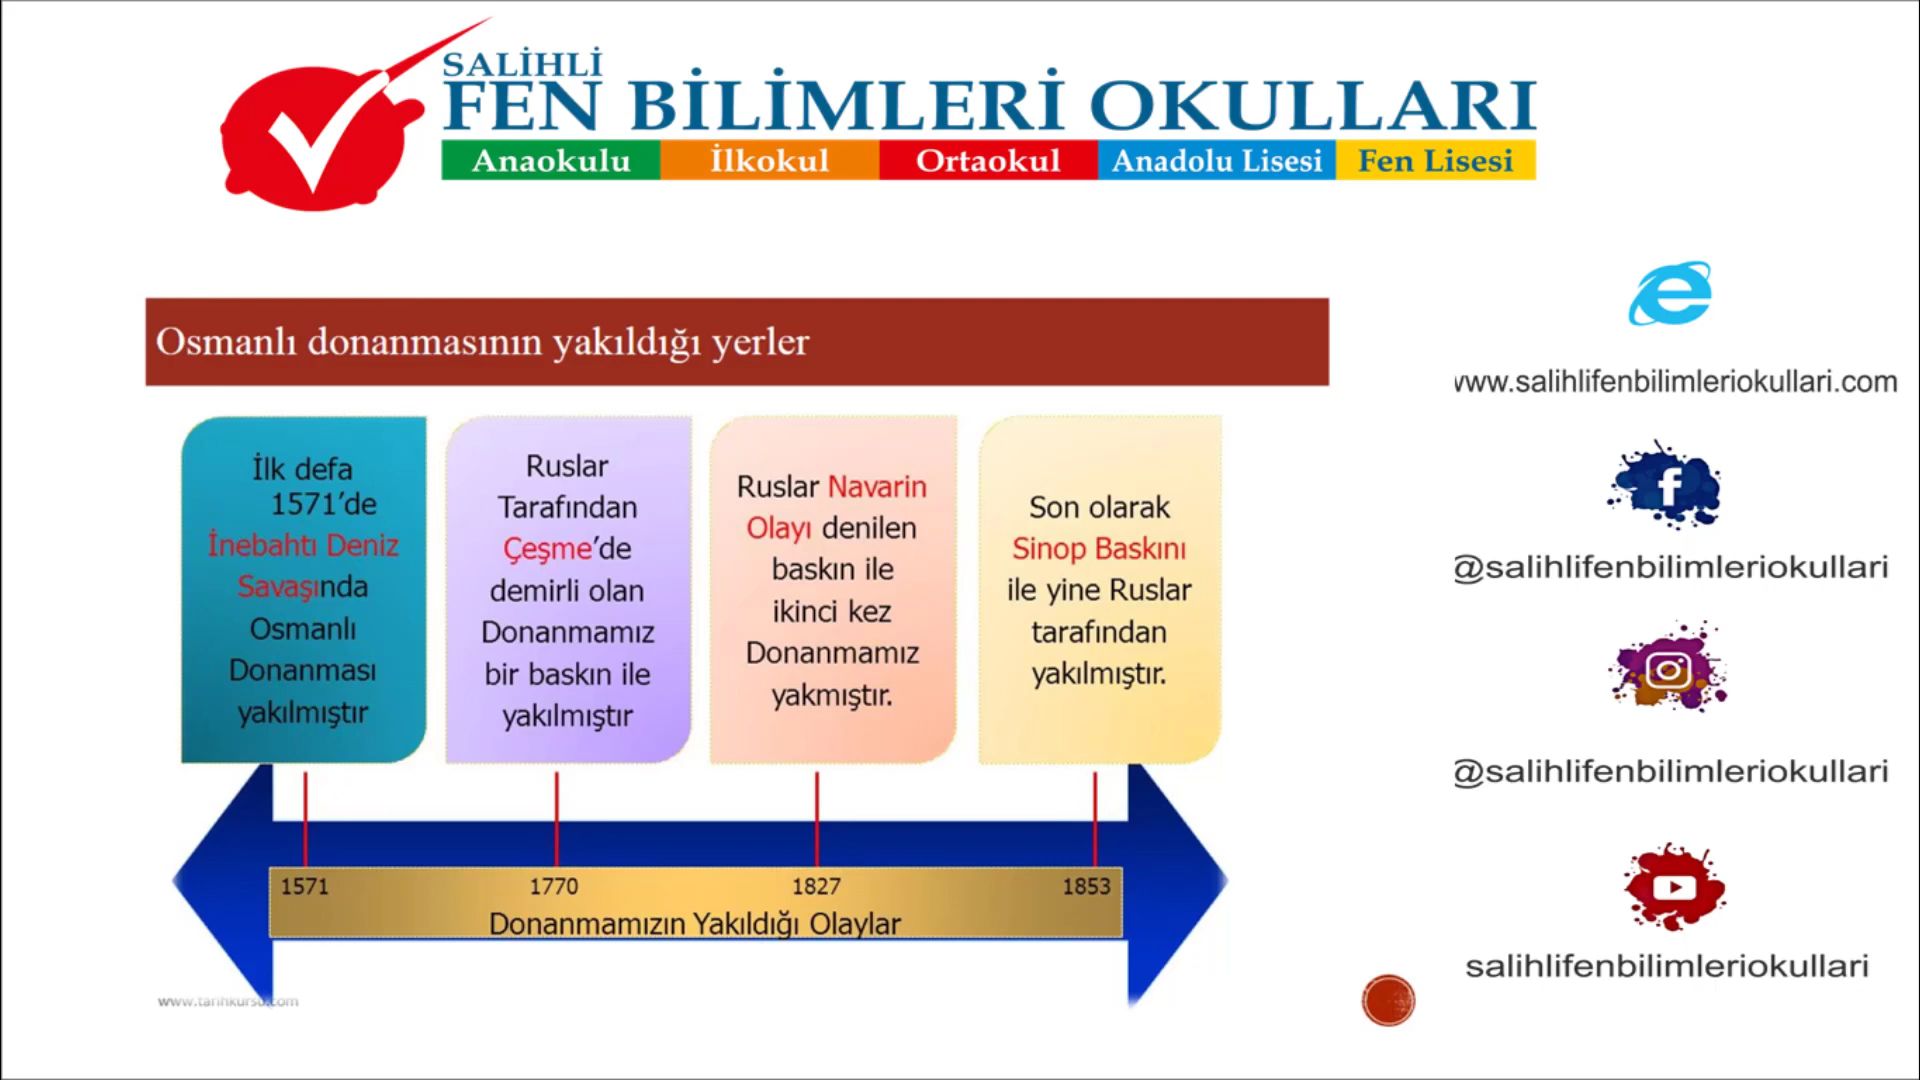 SALİHLİ
FEN BİLİMLERİ OKULLARI
Anaokulu İlkokul Ortaokul Anadolu Lisesi Fen Lisesi
Osmanlı donanmasının yakıldığı yerler
İlk defa
1571’de
İnebahtı Deniz
Savaşında
Osmanlı
Donanması
yakılmıştır
Ruslar
Tarafından
Çeşme’de
demirli olan
Donanmamız
bir baskın ile
yakılmıştır
Ruslar Navarin
Olayı denilen
baskın ile
ikinci kez
Donanmamız
yakmıştır.
Son olarak
Sinop Baskını
ile yine Ruslar
tarafından
yakılmıştır.
1571 1770 1827 1853
Donanmamızın Yakıldığı Olaylar
www.tarihkursu.com
www.salihlifenbilimleriokullari.com
@salihlifenbilimleriokullari
@salihlifenbilimleriokullari
salihlifenbilimleriokullari